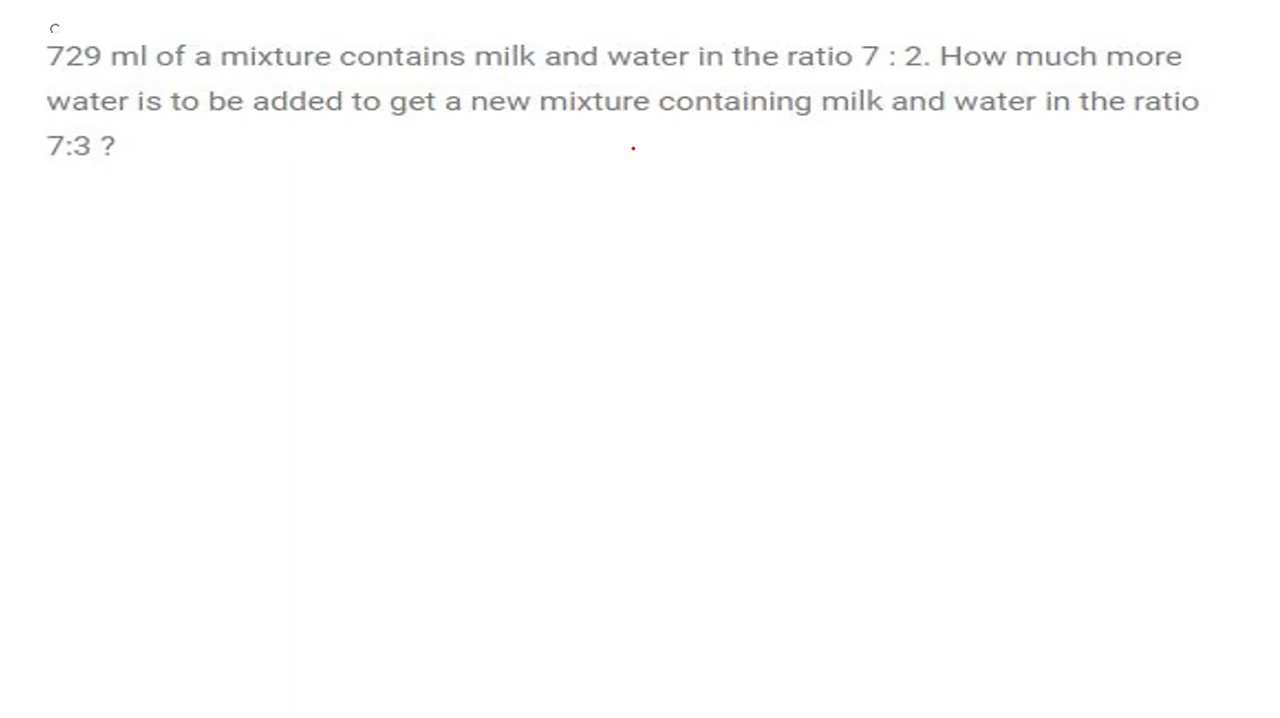 729 ml of a mixture contains milk and water in the ratio 7 : 2. How much more
water is to be added to get a new mixture containing milk and water in the ratio
7:3 ?